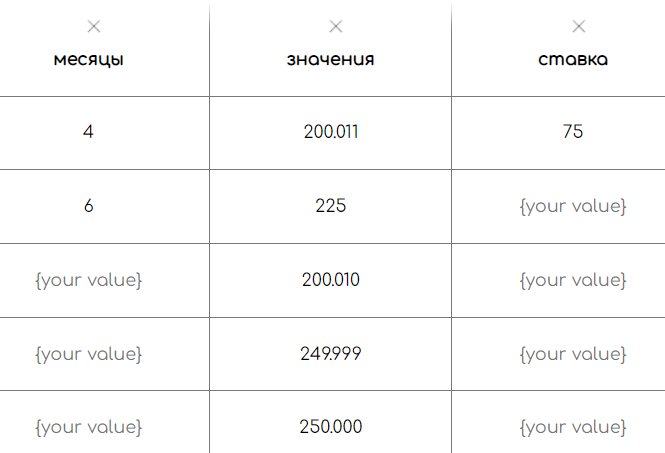 месяцы значения ставка
4 200.011 75
6 225 {your value}
{your value} 200.010 {your value}
{your value} 249.999 {your value}
{your value} 250.000 {your value}